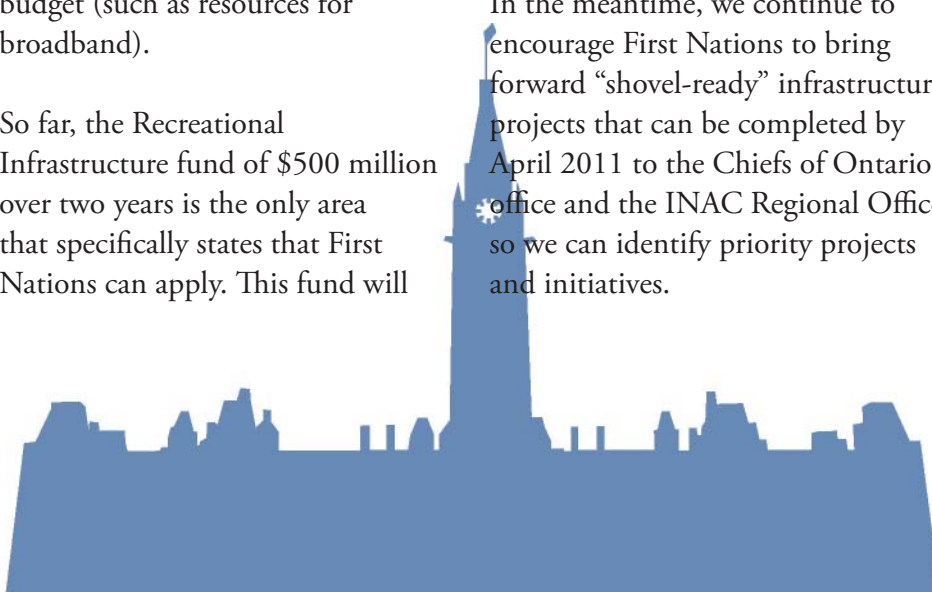 budget (such as resources for
broadband).
So far, the Recreational
Infrastructure fund of $500 million
over two years is the only area
that specifically states that First
Nations can apply. This fund will
In the meantime, we continue to
encourage First Nations to bring
forward “shovel-ready” infrastructur
projects that can be completed by
April 2011 to the Chiefs of Ontario
office and the INAC Regional Offic
so we can identify priority projects
and initiatives.